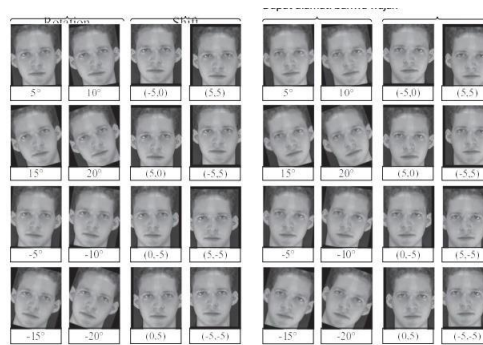 Rotation Shift
5° 10° (-5,0) (5,5) 5° 10° (-5,0) (5,5)
15° 20° (5,0) (-5,5) 15° 20° (5,0) (-5,5)
-5° -10° (0,-5) (5,-5) -5° -10° (0,-5) (5,-5)
-15° -20° (0,5) (-5,-5) -15° -20° (0,5) (-5,-5)